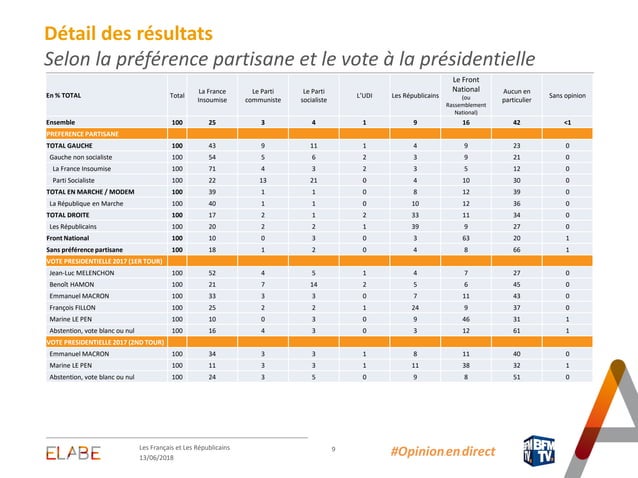 Détail des résultats
Selon la préférence partisane et le vote à la présidentielle
En % TOTAL Total La France Insoumise Le Parti communiste Le Parti socialiste L'UDI Les Républicains Le Front National (ou Rassemblement National) Aucun en particulier Sans opinion
Ensemble 100 25 3 4 1 9 16 42 <1
PREFERENCE PARTISANE
TOTAL GAUCHE 100 43 9 11 1 4 9 23 0
Gauche non socialiste 100 54 5 6 2 3 9 21 0
La France Insoumise 100 71 4 3 2 3 5 12 0
Parti Socialiste 100 22 13 21 0 4 10 30 0
TOTAL EN MARCHE / MODEM 100 39 1 1 0 8 12 39 0
La République en Marche 100 40 1 1 0 10 12 36 0
TOTAL DROITE 100 17 2 1 2 33 11 34 0
Les Républicains 100 20 2 2 1 39 9 27 0
Front National 100 10 0 3 0 3 63 20 1
Sans préférence partisane 100 18 1 2 0 4 8 66 1
VOTE PRESIDENTIELLE 2017 (1ER TOUR)
Jean-Luc MELENCHON 100 52 4 5 1 4 7 27 0
Benoît HAMON 100 21 7 14 2 5 6 45 0
Emmanuel MACRON 100 33 3 3 0 7 11 43 0
François FILLON 100 25 2 2 1 24 9 37 0
Marine LE PEN 100 10 0 3 0 9 46 31 1
Abstention, vote blanc ou nul 100 16 4 3 0 3 12 61 1
VOTE PRESIDENTIELLE 2017 (2ND TOUR)
Emmanuel MACRON 100 34 3 3 1 8 11 40 0
Marine LE PEN 100 11 3 3 1 11 38 32 1
Abstention, vote blanc ou nul 100 24 3 5 0 9 8 51 0
ELABE
Les Français et Les Républicains
13/06/2018
9
#Opinionendirect
BFM
TV.